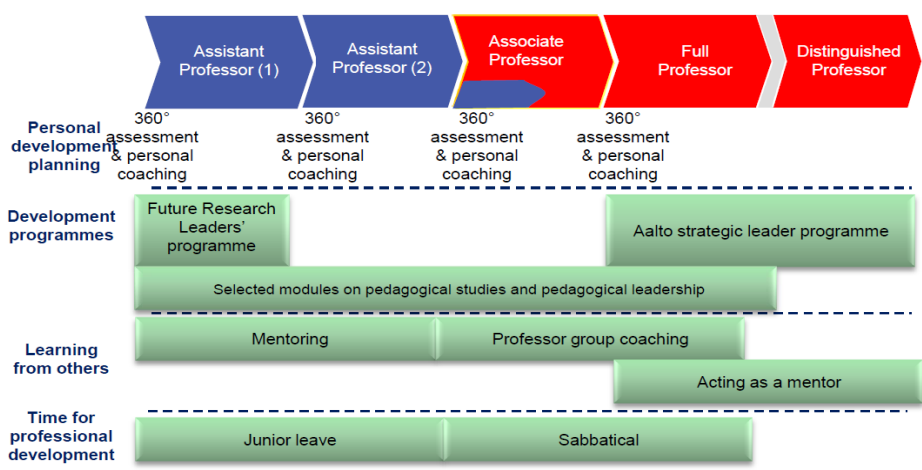 Assistant
Professor (1)
Assistant
Professor (2)
Associate
Professor
Full
Professor
Distinguished
Professor
Personal
development
planning
360°
assessment
& personal
coaching
360°
assessment
& personal
coaching
360°
assessment
& personal
coaching
360°
assessment
& personal
coaching
Development
programmes
Future Research
Leaders'
programme
Aalto strategic leader programme
Selected modules on pedagogical studies and pedagogical leadership
Learning
from others
Mentoring
Professor group coaching
Acting as a mentor
Time for
professional
development
Junior leave
Sabbatical